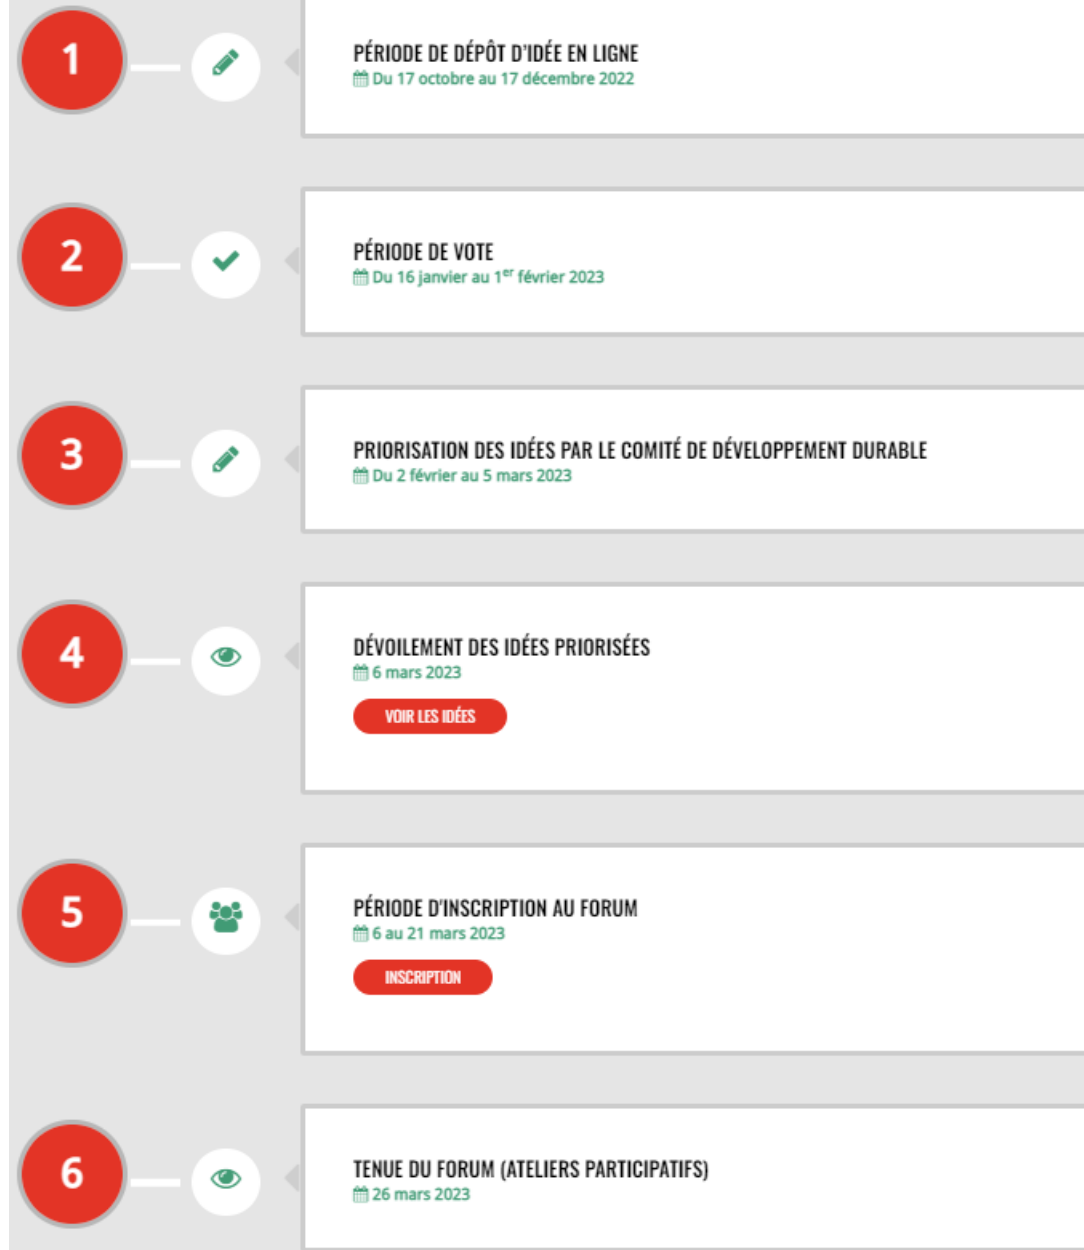 1
PÉRIODE DE DÉPÔT D'IDÉE EN LIGNE
Du 17 octobre au 17 décembre 2022
2
PÉRIODE DE VOTE
Du 16 janvier au 1er février 2023
3
PRIORISATION DES IDÉES PAR LE COMITÉ DE DÉVELOPPEMENT DURABLE
Du 2 février au 5 mars 2023
4
DÉVOILEMENT DES IDÉES PRIORISÉES
6 mars 2023
VOIR LES IDÉES
5
PÉRIODE D'INSCRIPTION AU FORUM
6 au 21 mars 2023
INSCRIPTION
6
TENUE DU FORUM (ATELIERS PARTICIPATIFS)
26 mars 2023